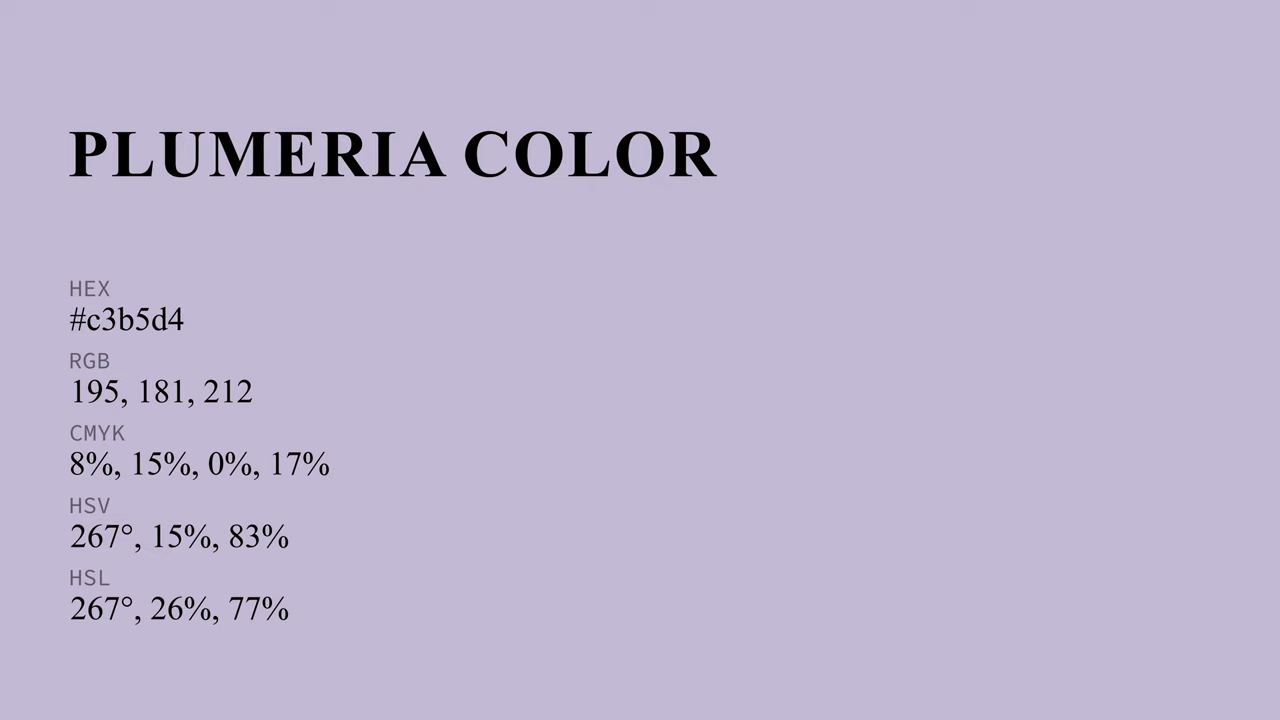 PLUMERIA COLOR
HEX
#c3b5d4
RGB
195, 181, 212
CMYK
8%, 15%, 0%, 17%
HSV
267°, 15%, 83%
HSL
267°, 26%, 77%